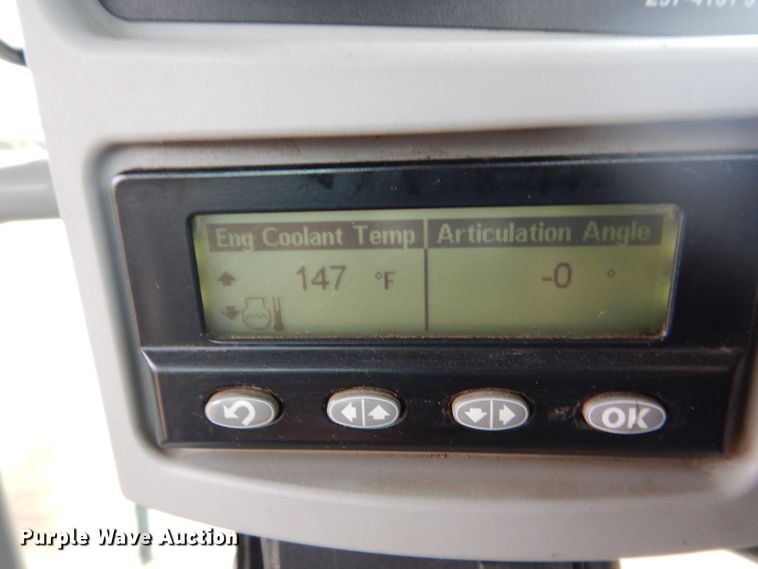 Eng Coolant Temp Articulation Angle
147 °F -0 °
OK
Purple Wave Auction